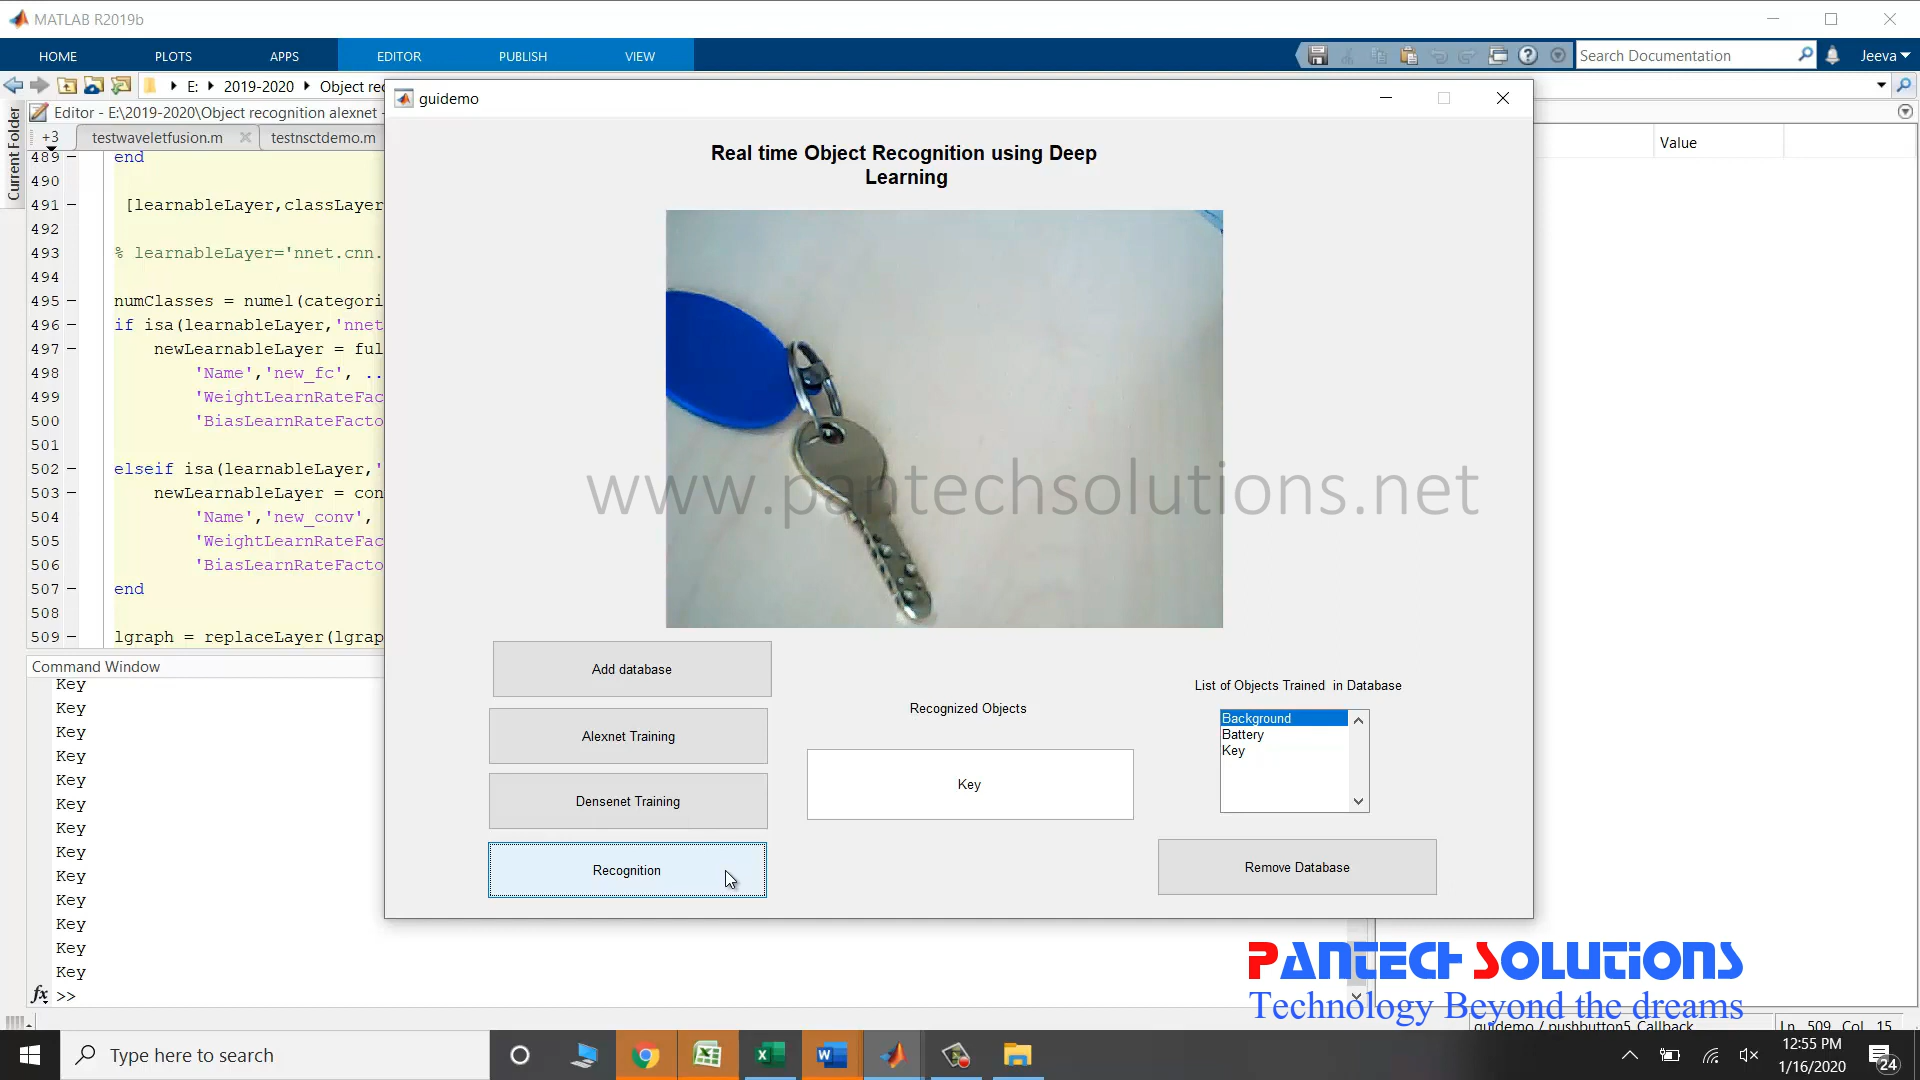 MATLAB R2019b
HOME PLOTS APPS EDITOR PUBLISH VIEW
Search Documentation
Jeeva
E: 2019-2020 Object rec
Editor - E:\2019-2020\Object recognition alexnet -
Current Folder
+3 testwaveletfusion.m testnsctdemo.m
489 end
490
491 [learnableLayer,classLayer
492
493 % learnableLayer='nnet.cnn.
494
495 numClasses = numel(categori
496 if isa(learnableLayer,'nnet
497 newLearnableLayer = ful
498 'Name','new_fc', ..
499 'WeightLearnRateFac
500 'BiasLearnRateFacto
501
502 elseif isa(learnableLayer,'
503 newLearnableLayer = con
504 'Name','new_conv',
505 'WeightLearnRateFac
506 'BiasLearnRateFacto
507 end
508
509 lgraph = replaceLayer(lgrap
Command Window
Key
Key
Key
Key
Key
Key
Key
Key
Key
Key
Key
Key
Key
fx >>
guidemo
Real time Object Recognition using Deep
Learning
www.pantechsolutions.net
Add database
Alexnet Training
Densenet Training
Recognition
Recognized Objects
Key
List of Objects Trained in Database
Background
Battery
Key
Remove Database
Value
PANTECH SOLUTIONS
Technology Beyond the dreams
guidemo / pushbutton5_Callback
Ln 509 Col 15
Type here to search
12:55 PM
1/16/2020
24